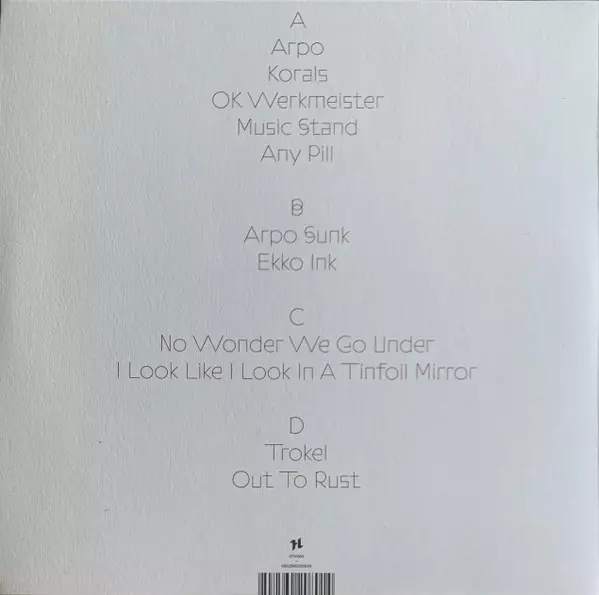 A
Arpo
Korals
OK Werkmeister
Music Stand
Any Pill
B
Arpo Sunk
Ekko Ink
C
No Wonder We Go Under
I Look Like I Look In A Tinfoil Mirror
D
Trokel
Out To Rust